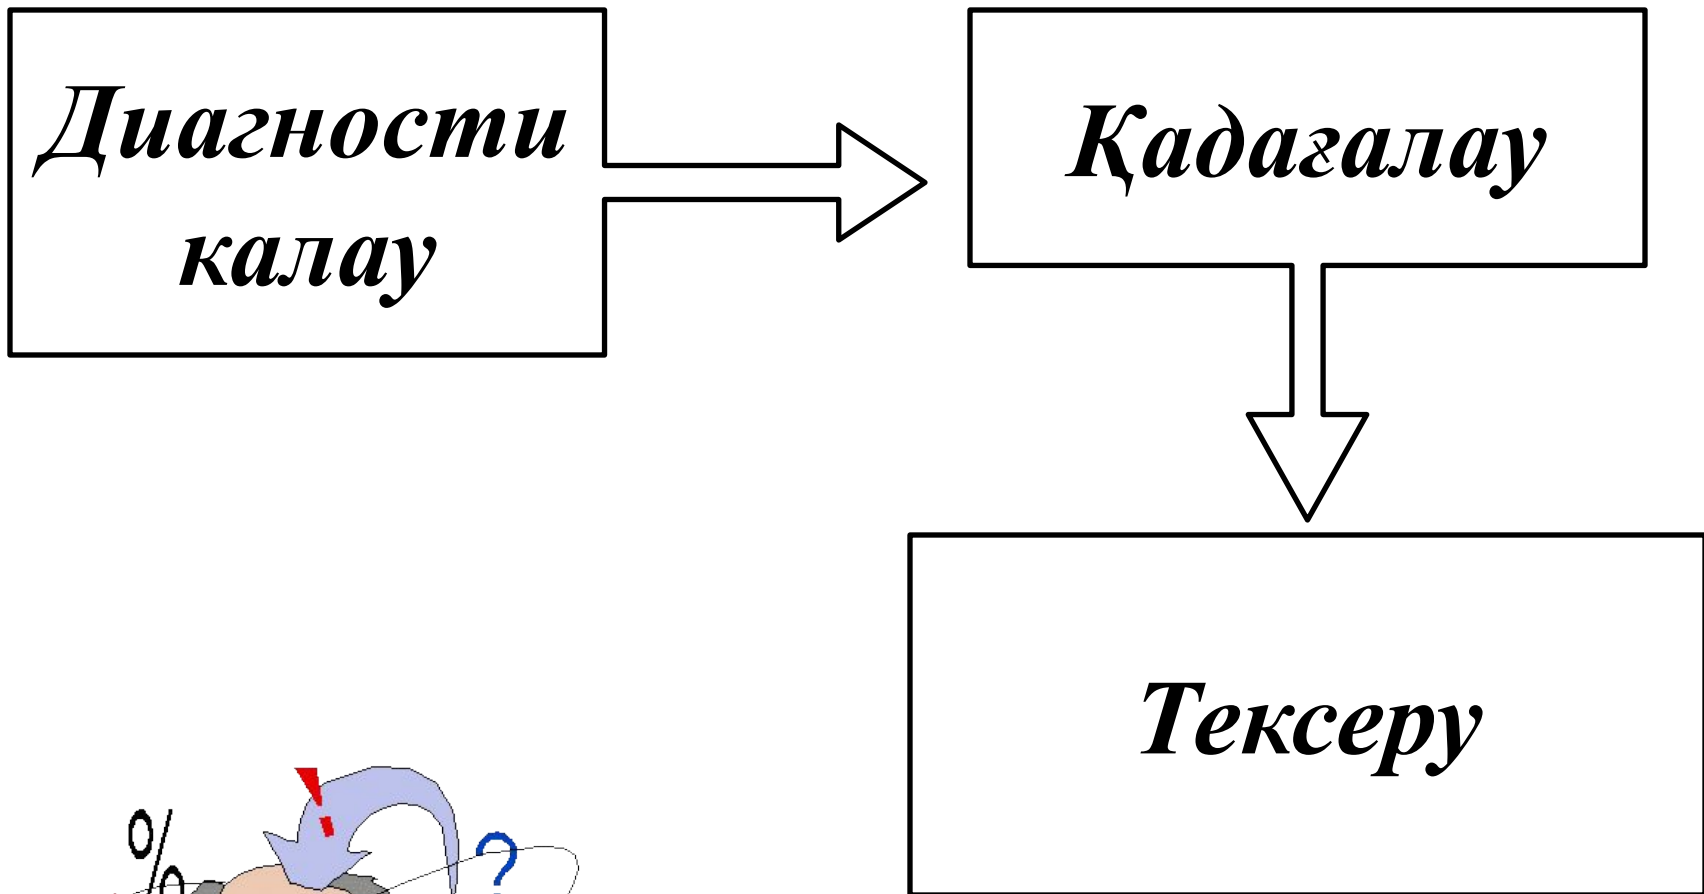 Диагности
калау
Қадағалау
Тексеру
!
%
?